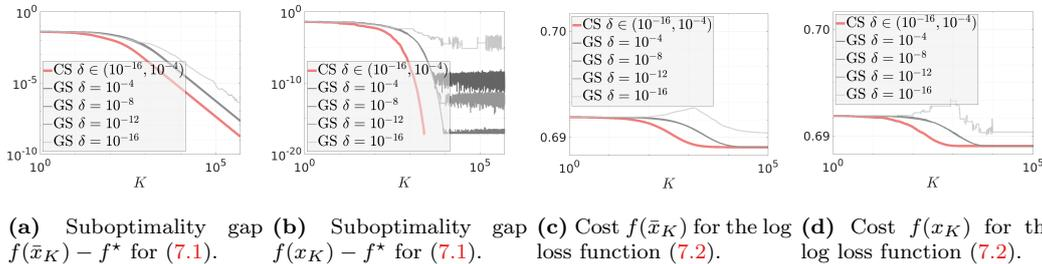 10^0
10^-5
10^-10
10^0
10^5
K
CS δ ∈ (10^-16, 10^-4)
GS δ = 10^-4
GS δ = 10^-8
GS δ = 10^-12
GS δ = 10^-16
10^0
10^-10
10^-20
10^0
10^5
K
CS δ ∈ (10^-16, 10^-4)
GS δ = 10^-4
GS δ = 10^-8
GS δ = 10^-12
GS δ = 10^-16
0.70
0.69
10^0
10^5
K
CS δ ∈ (10^-16, 10^-4)
GS δ = 10^-4
GS δ = 10^-8
GS δ = 10^-12
GS δ = 10^-16
0.70
0.69
10^0
10^5
K
CS δ ∈ (10^-16, 10^-4)
GS δ = 10^-4
GS δ = 10^-8
GS δ = 10^-12
GS δ = 10^-16
(a) Suboptimality gap
f(x̄_K) − f* for (7.1).
(b) Suboptimality gap
f(x_K) − f* for (7.1).
(c) Cost f(x̄_K) for the log
loss function (7.2).
(d) Cost f(x_K) for th
log loss function (7.2).